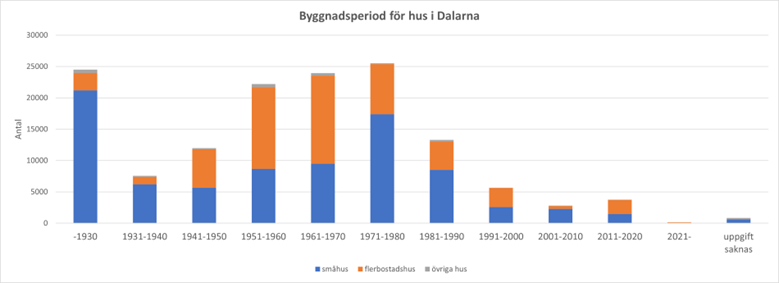 Byggnadsperiod för hus i Dalarna
30000
25000
20000
15000
10000
5000
0
Antal
-1930 1931-1940 1941-1950 1951-1960 1961-1970 1971-1980 1981-1990 1991-2000 2001-2010 2011-2020 2021- uppgift
saknas
småhus flerbostadshus övriga hus